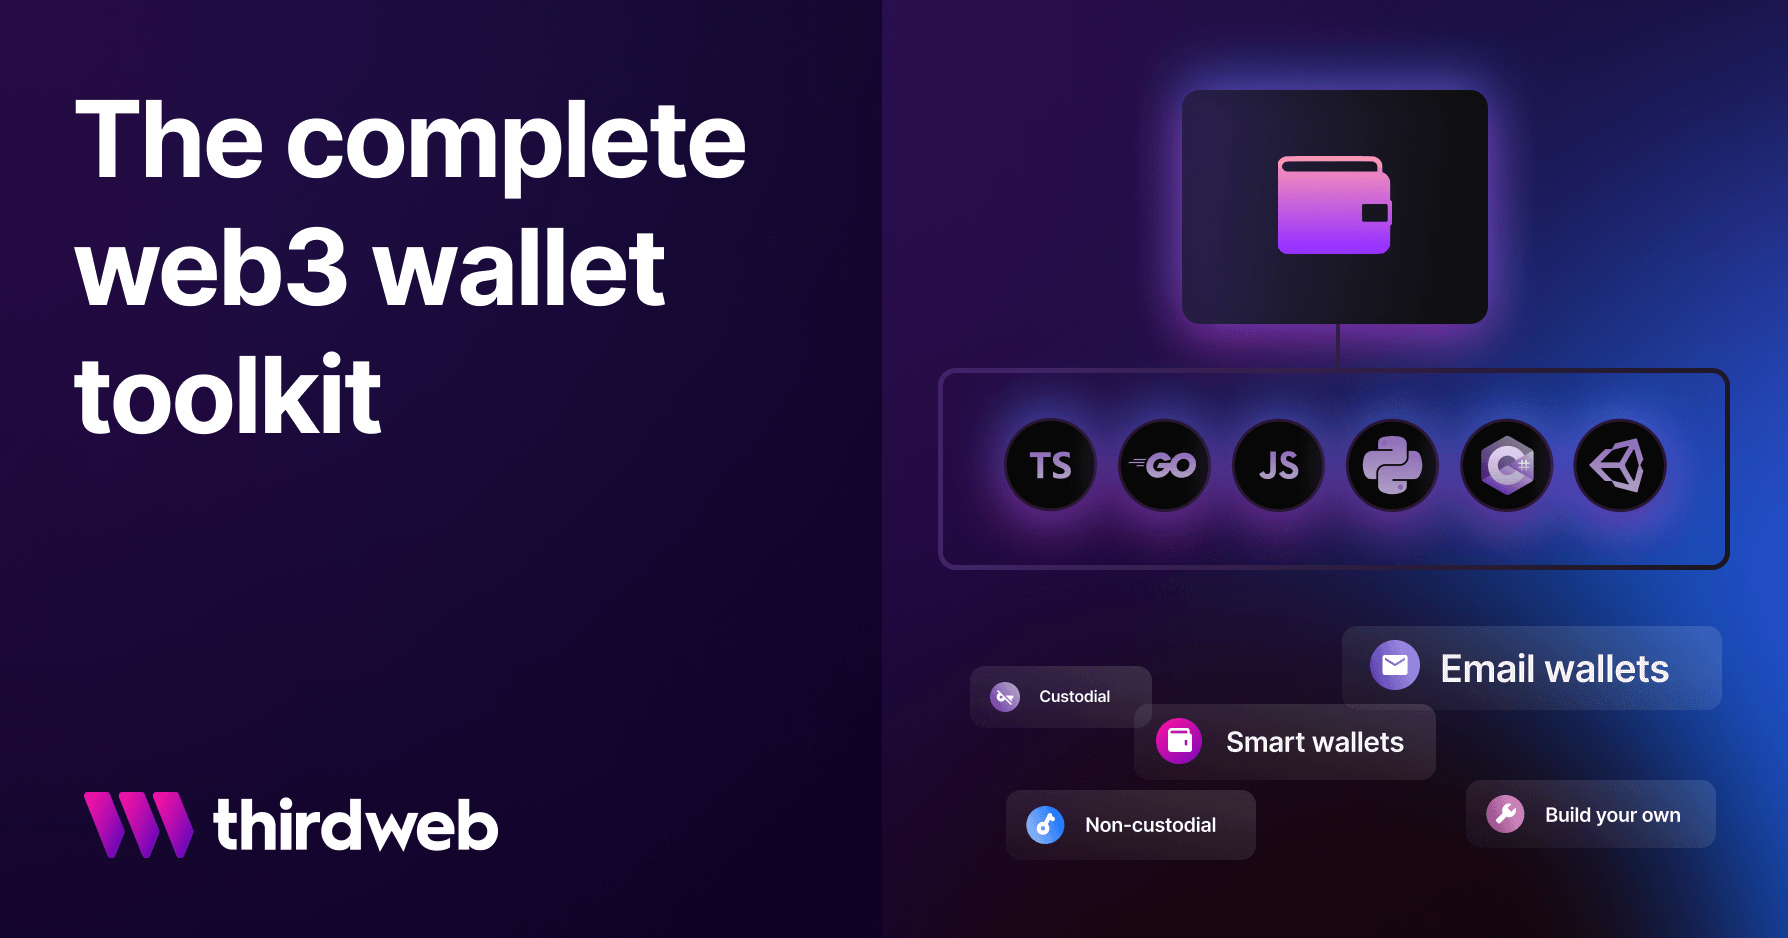 The complete
web3 wallet
toolkit
thirdweb
TS
GO
JS
C#
Email wallets
Custodial
Smart wallets
Non-custodial
Build your own